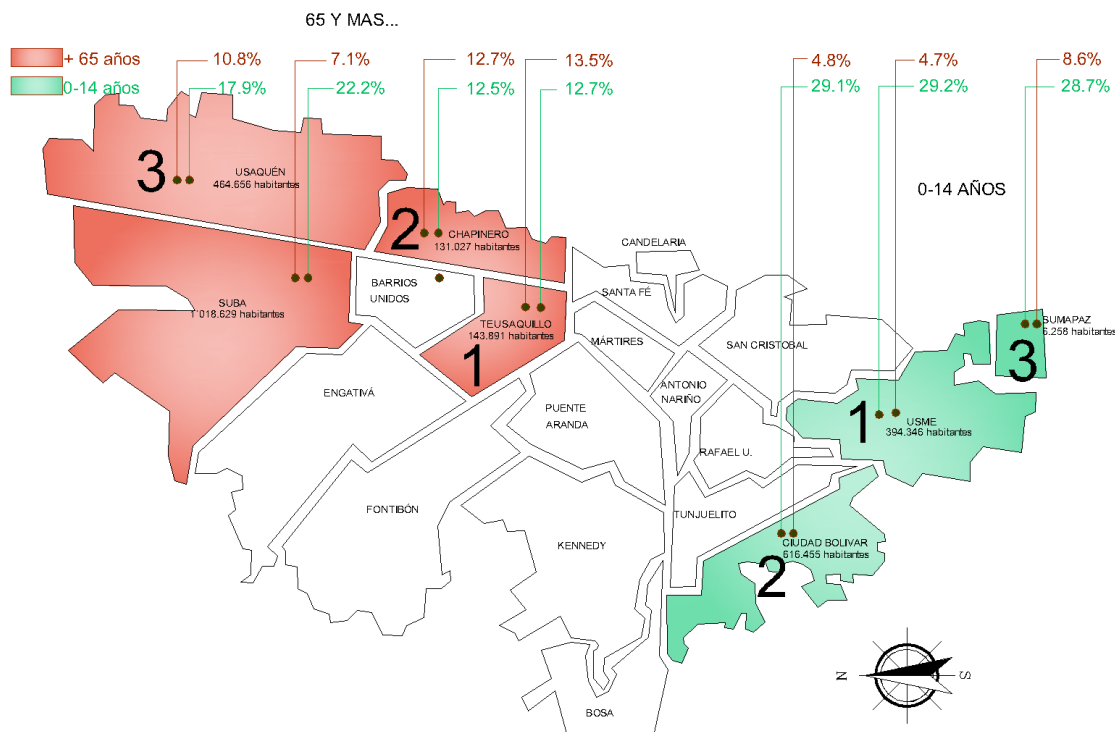 65 Y MAS...
+ 65 años
10.8%
7.1%
12.7%
13.5%
4.8%
4.7%
8.6%
0-14 años
17.9%
22.2%
12.5%
12.7%
29.1%
29.2%
28.7%
3
USAQUÉN
464.656 habitantes
0-14 AÑOS
2
CHAPINERO
131.027 habitantes
CANDELARIA
BARRIOS
UNIDOS
SANTA FÉ
SUBA
1'018.629 habitantes
TEUSAQUILLO
143.891 habitantes
1
MÁRTIRES
SAN CRISTOBAL
SUMAPAZ
6.258 habitantes
3
ENGATIVÁ
ANTONIO
NARIÑO
PUENTE
ARANDA
1
USME
394.346 habitantes
RAFAEL U.
FONTIBÓN
TUNJUELITO
KENNEDY
CIUDAD BOLIVAR
616.455 habitantes
2
N
S
BOSA